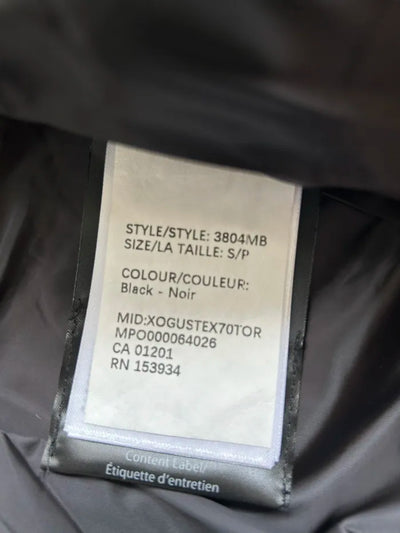 STYLE/STYLE: 3804MB
SIZE/LA TAILLE: S/P
COLOUR/COULEUR:
Black - Noir
MID:XOGUSTEX70TOR
MPO000064026
CA 01201
RN 153934
Content Label/
Étiquette d'entretien